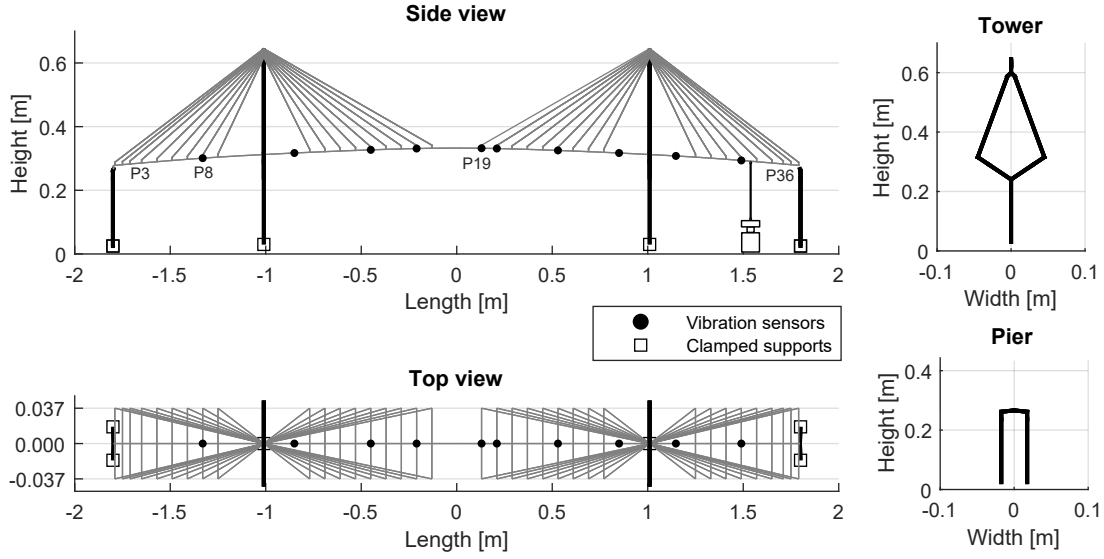 Side view
Height [m]
0.6
0.4
0.2
0
P3
P8
P19
P36
-2
-1.5
-1
-0.5
0
0.5
1
1.5
2
Length [m]
Tower
Height [m]
0.6
0.4
0.2
0
-0.1
0
0.1
Width [m]
Vibration sensors
Clamped supports
Top view
0.037
0.000
-0.037
-2
-1.5
-1
-0.5
0
0.5
1
1.5
2
Length [m]
Pier
Height [m]
0.4
0.2
0
-0.1
0
0.1
Width [m]